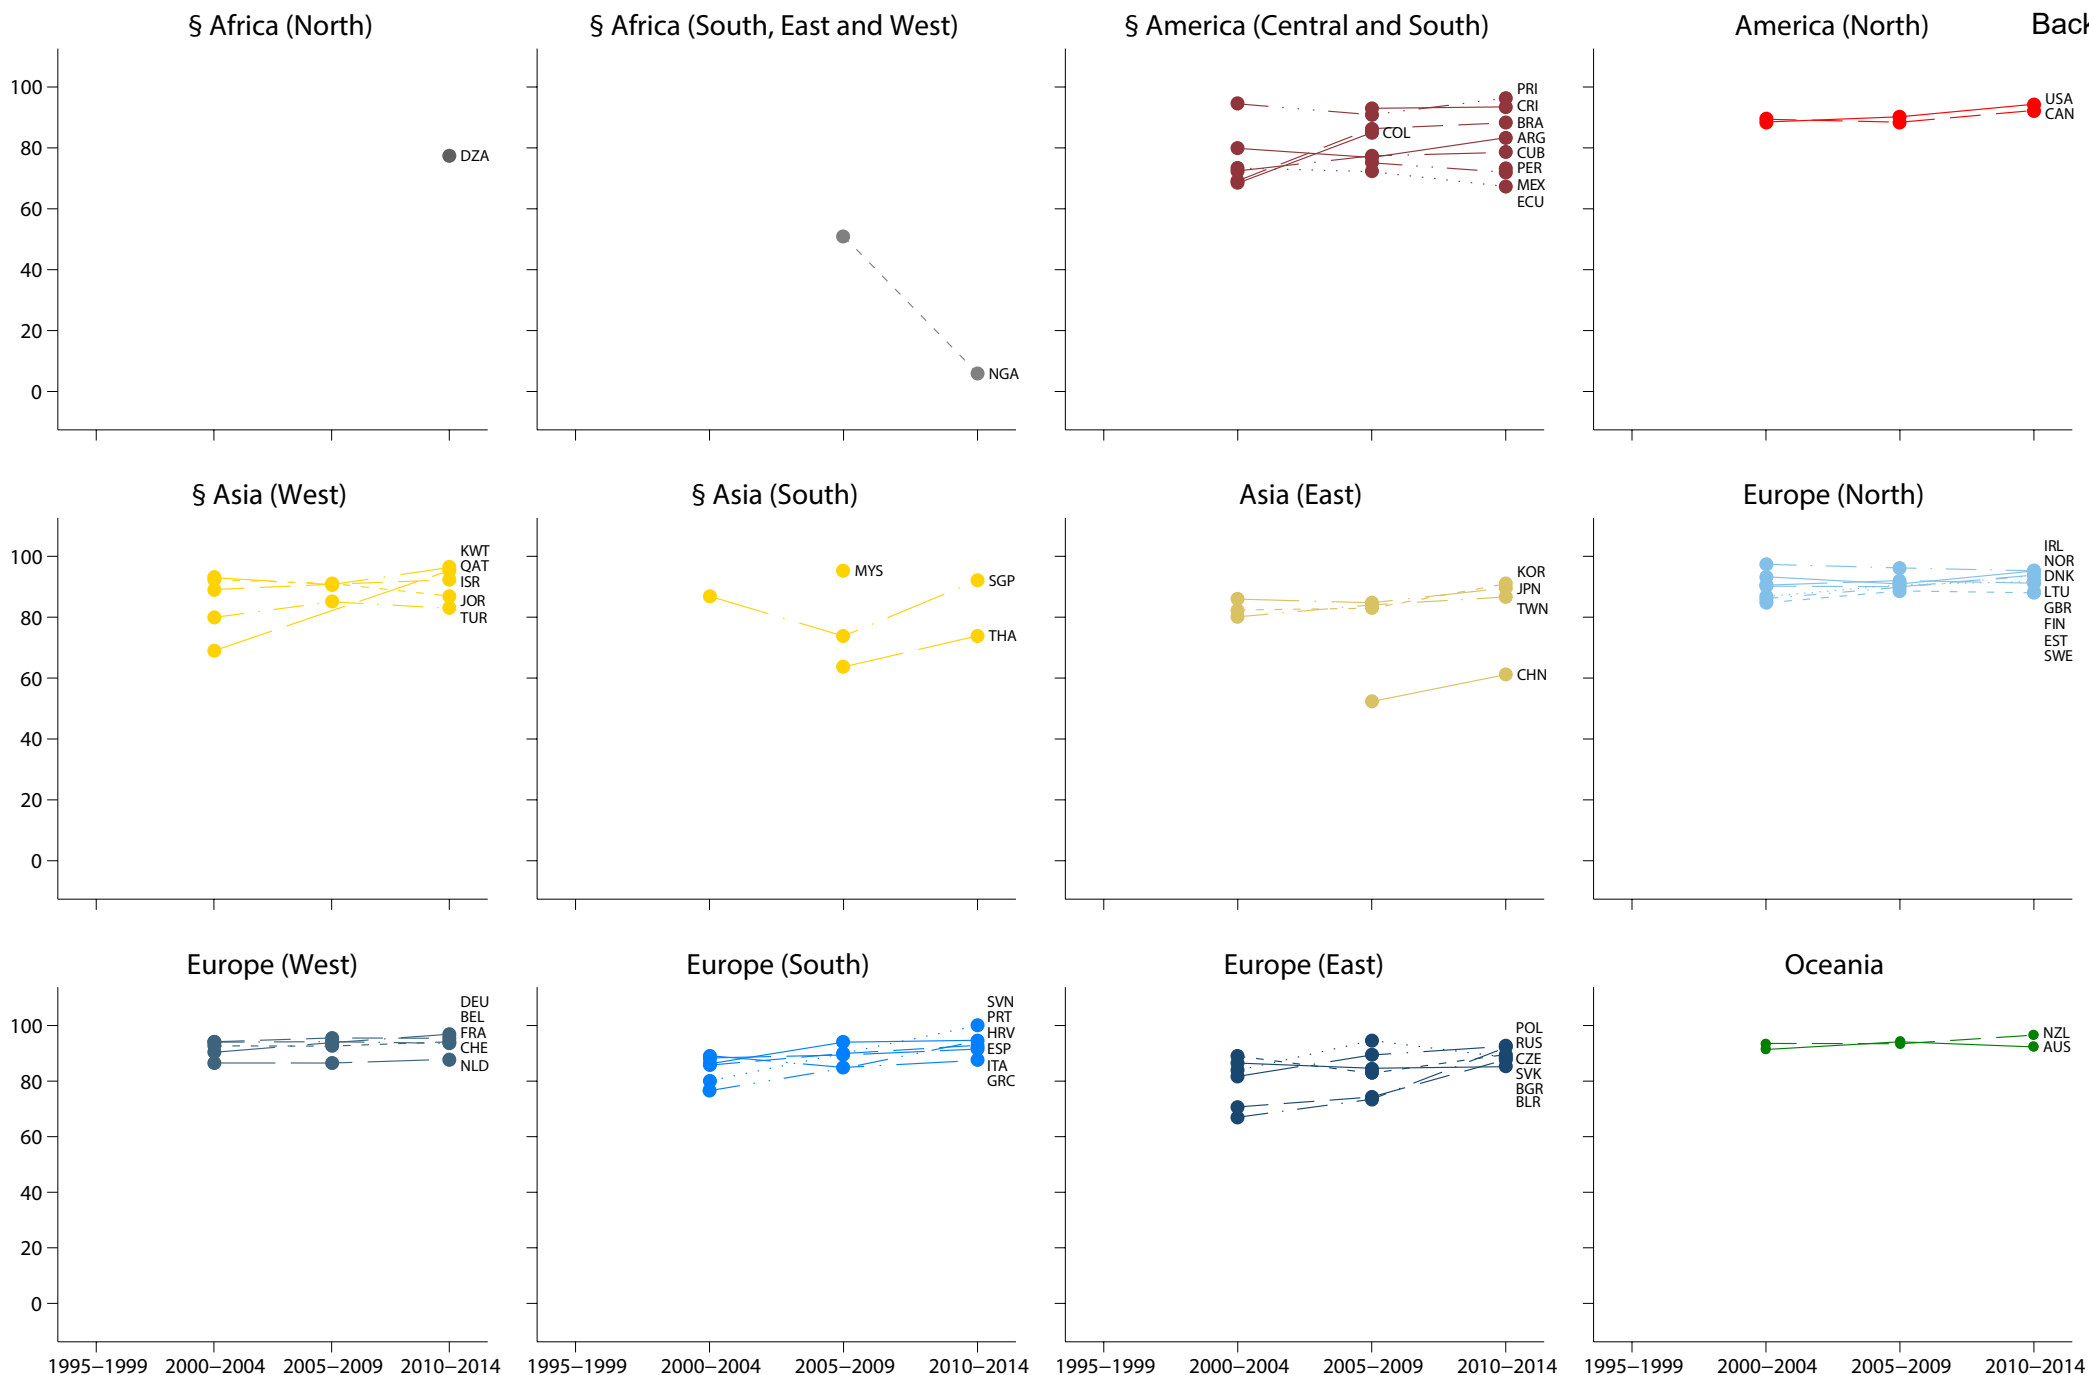 § Africa (North)
§ Africa (South, East and West)
§ America (Central and South)
America (North)
Back
100
80
60
40
20
0
DZA
NGA
PRI
CRI
BRA
COL
ARG
CUB
PER
MEX
ECU
USA
CAN
§ Asia (West)
§ Asia (South)
Asia (East)
Europe (North)
100
80
60
40
20
0
KWT
QAT
ISR
JOR
TUR
MYS
SGP
THA
KOR
JPN
TWN
CHN
IRL
NOR
DNK
LTU
GBR
FIN
EST
SWE
Europe (West)
Europe (South)
Europe (East)
Oceania
100
80
60
40
20
0
DEU
BEL
FRA
CHE
NLD
SVN
PRT
HRV
ESP
ITA
GRC
POL
RUS
CZE
SVK
BGR
BLR
NZL
AUS
1995–1999 2000–2004 2005–2009 2010–2014
1995–1999 2000–2004 2005–2009 2010–2014
1995–1999 2000–2004 2005–2009 2010–2014
1995–1999 2000–2004 2005–2009 2010–2014